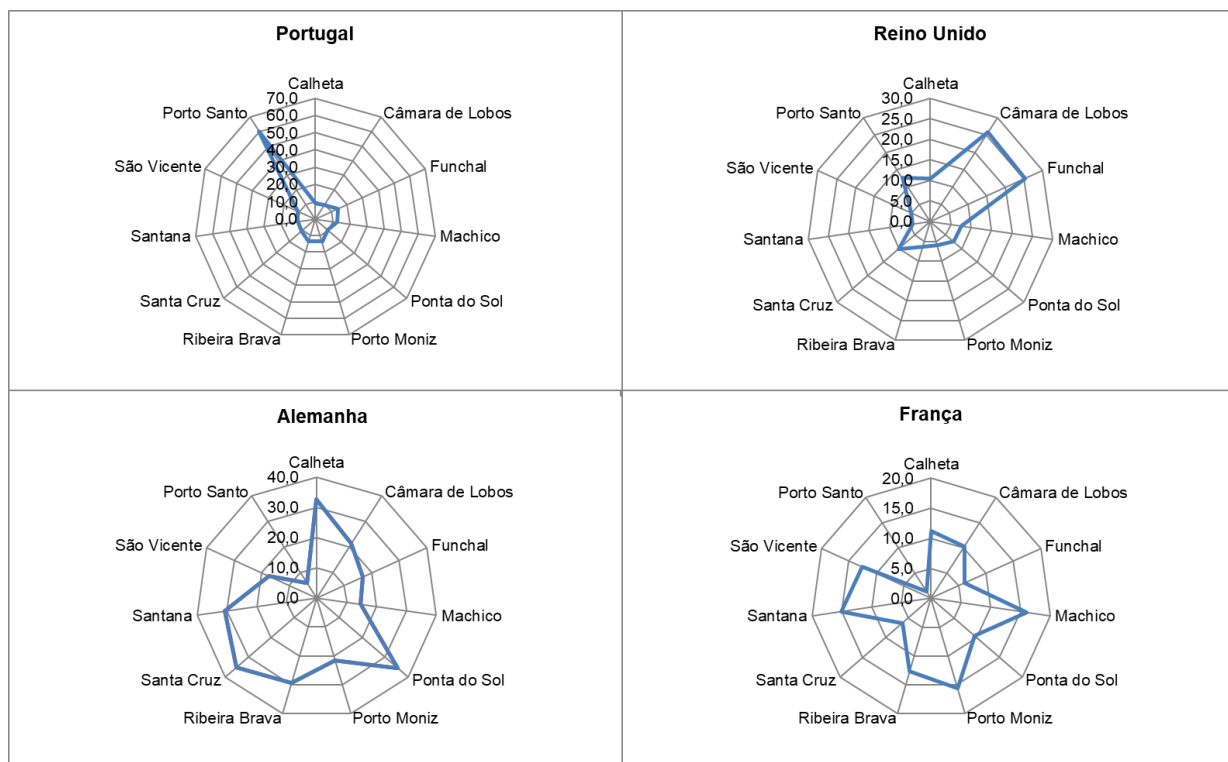 Portugal
Calheta
Câmara de Lobos
Funchal
Machico
Ponta do Sol
Porto Moniz
Ribeira Brava
Santa Cruz
Santana
São Vicente
Porto Santo
70,0
60,0
50,0
40,0
30,0
20,0
10,0
0,0
Reino Unido
Calheta
Câmara de Lobos
Funchal
Machico
Ponta do Sol
Porto Moniz
Ribeira Brava
Santa Cruz
Santana
São Vicente
Porto Santo
30,0
25,0
20,0
15,0
10,0
5,0
0,0
Alemanha
Calheta
Câmara de Lobos
Funchal
Machico
Ponta do Sol
Porto Moniz
Ribeira Brava
Santa Cruz
Santana
São Vicente
Porto Santo
40,0
30,0
20,0
10,0
0,0
França
Calheta
Câmara de Lobos
Funchal
Machico
Ponta do Sol
Porto Moniz
Ribeira Brava
Santa Cruz
Santana
São Vicente
Porto Santo
20,0
15,0
10,0
5,0
0,0